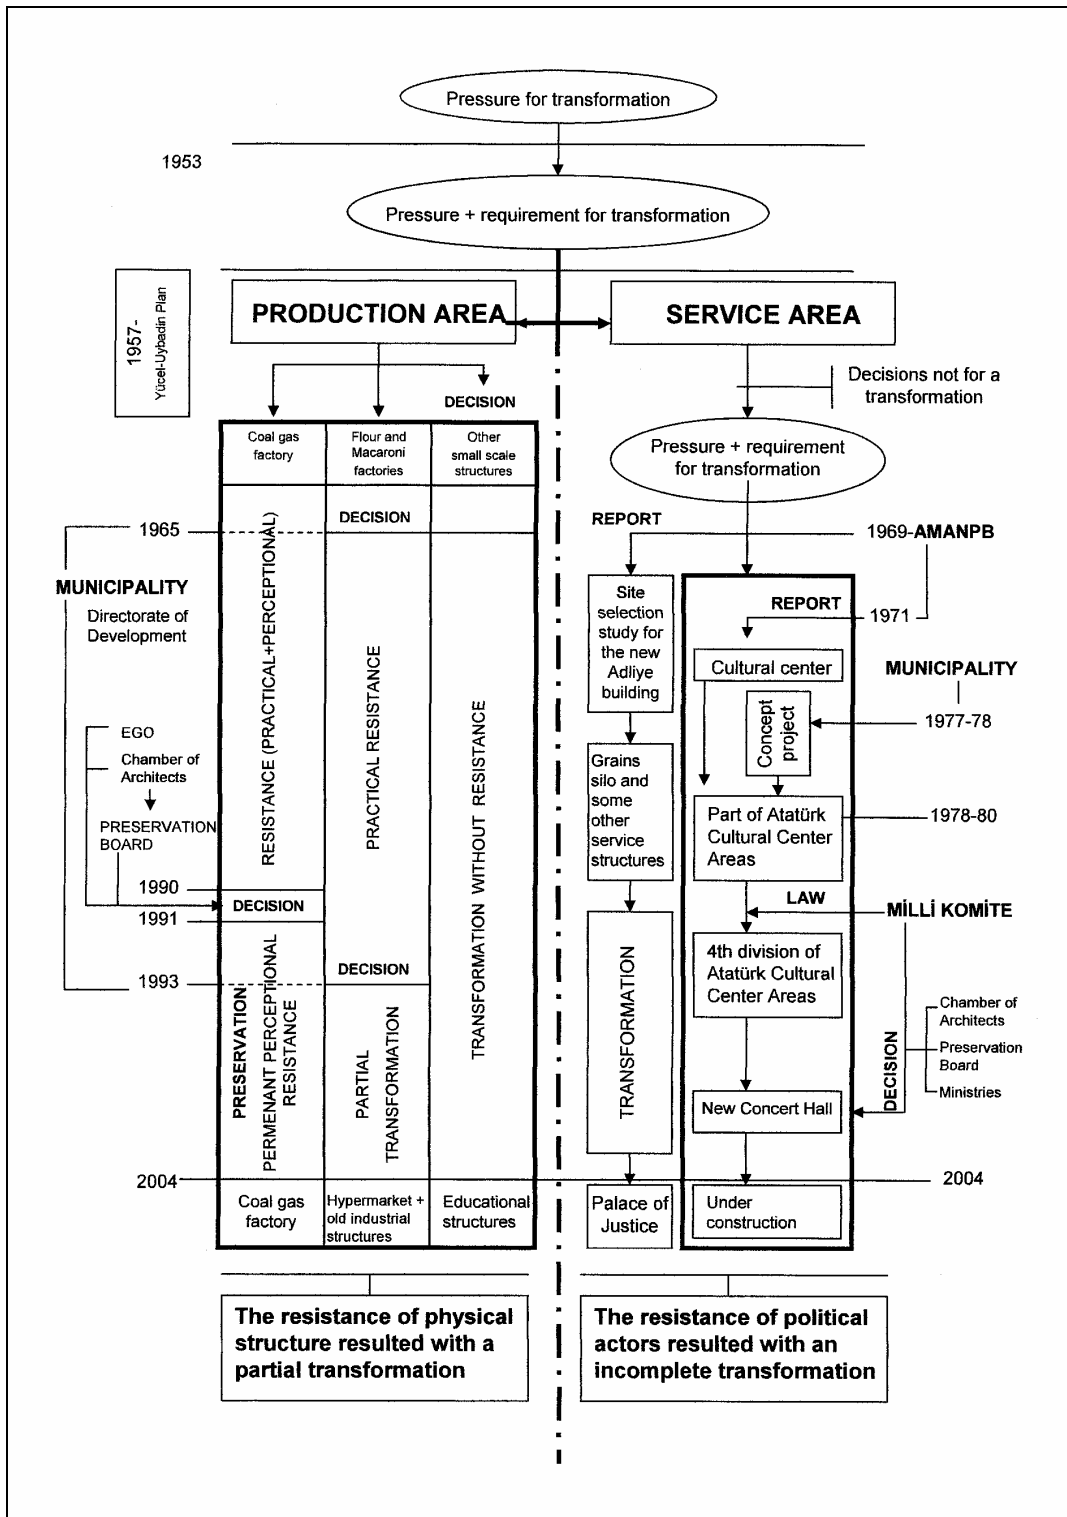 Pressure for transformation
1953
Pressure + requirement for transformation
1957-
Yücel-Uybadin Plan
PRODUCTION AREA
SERVICE AREA
DECISION
Decisions not for a
transformation
Coal gas
factory
Flour and
Macaroni
factories
Other
small scale
structures
Pressure + requirement
for transformation
DECISION
REPORT
1965
1969-AMANPB
MUNICIPALITY
Directorate of
Development
RESISTANCE (PRACTICAL+PERCEPTIONAL)
PRACTICAL RESISTANCE
TRANSFORMATION WITHOUT RESISTANCE
Site
selection
study for
the new
Adliye
building
REPORT
1971
Cultural center
MUNICIPALITY
Concept
project
1977-78
EGO
Chamber of
Architects
PRESERVATION
BOARD
Grains
silo and
some
other
service
structures
Part of Atatürk
Cultural Center
Areas
1978-80
1990
DECISION
1991
LAW
MİLLİ KOMİTE
DECISION
1993
PRESERVATION
PERMENANT PERCEPTIONAL
RESISTANCE
PARTIAL
TRANSFORMATION
TRANSFORMATION
4th division of
Atatürk Cultural
Center Areas
Chamber of
Architects
Preservation
Board
Ministries
DECISION
New Concert Hall
2004
2004
Coal gas
factory
Hypermarket +
old industrial
structures
Educational
structures
Palace of
Justice
Under
construction
The resistance of physical
structure resulted with a
partial transformation
The resistance of political
actors resulted with an
incomplete transformation